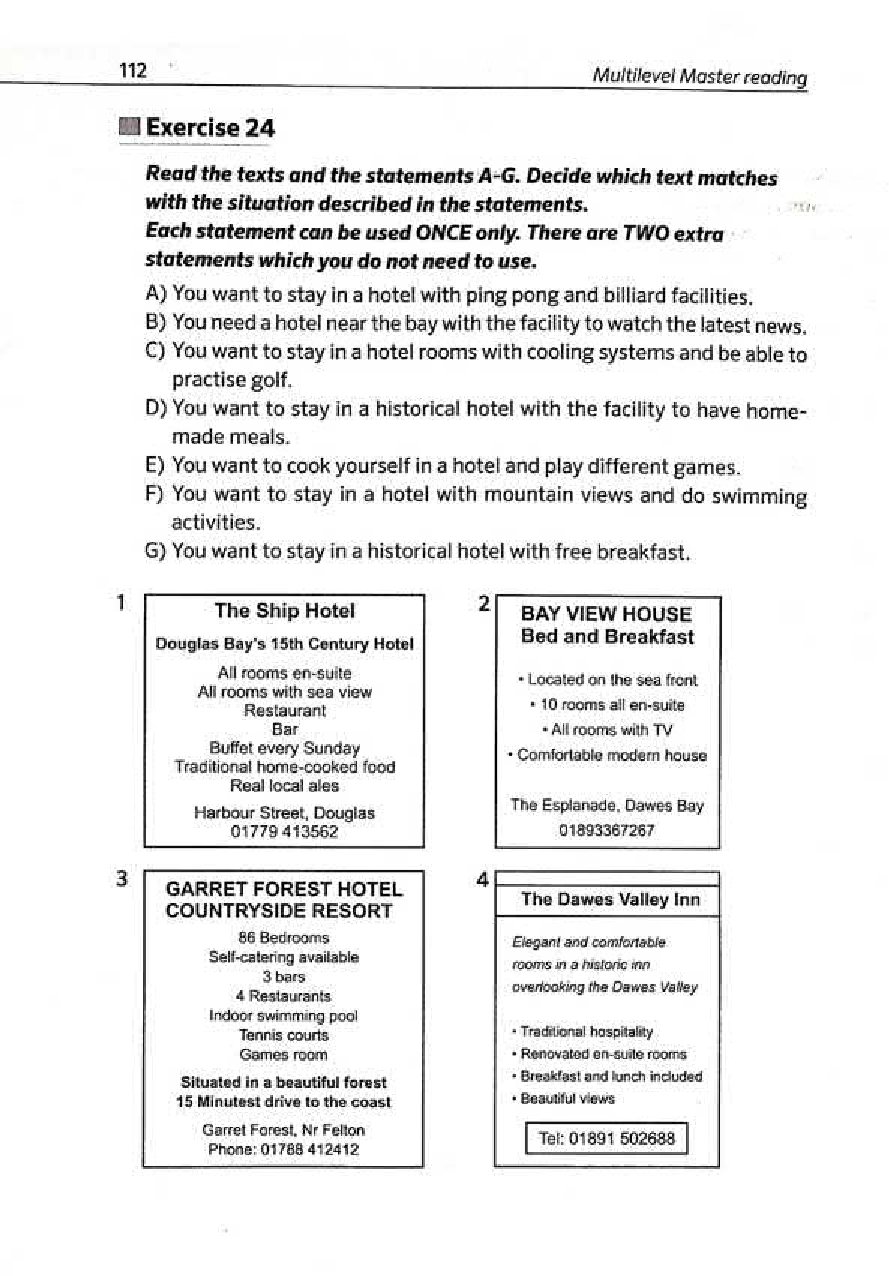 112
Multilevel Master reading
Exercise 24
Read the texts and the statements A-G. Decide which text matches
with the situation described in the statements.
Each statement can be used ONCE only. There are TWO extra
statements which you do not need to use.
A) You want to stay in a hotel with ping pong and billiard facilities.
B) You need a hotel near the bay with the facility to watch the latest news.
C) You want to stay in a hotel rooms with cooling systems and be able to
practise golf.
D) You want to stay in a historical hotel with the facility to have home-
made meals.
E) You want to cook yourself in a hotel and play different games.
F) You want to stay in a hotel with mountain views and do swimming
activities.
G) You want to stay in a historical hotel with free breakfast.
1
The Ship Hotel
Douglas Bay's 15th Century Hotel
All rooms en-suite
All rooms with sea view
Restaurant
Bar
Buffet every Sunday
Traditional home-cooked food
Real local ales
Harbour Street, Douglas
01779 413562
2
BAY VIEW HOUSE
Bed and Breakfast
• Located on the sea front
• 10 rooms all en-suite
• All rooms with TV
• Comfortable modern house
The Esplanade, Dawes Bay
01893367267
3
GARRET FOREST HOTEL
COUNTRYSIDE RESORT
86 Bedrooms
Self-catering available
3 bars
4 Restaurants
Indoor swimming pool
Tennis courts
Games room
Situated in a beautiful forest
15 Minutest drive to the coast
Garret Forest, Nr Felton
Phone: 01788 412412
4
The Dawes Valley Inn
Elegant and comfortable
rooms in a historic inn
overlooking the Dawes Valley
• Traditional hospitality
• Renovated en-suite rooms
• Breakfast and lunch included
• Beautiful views
Tel: 01891 502688